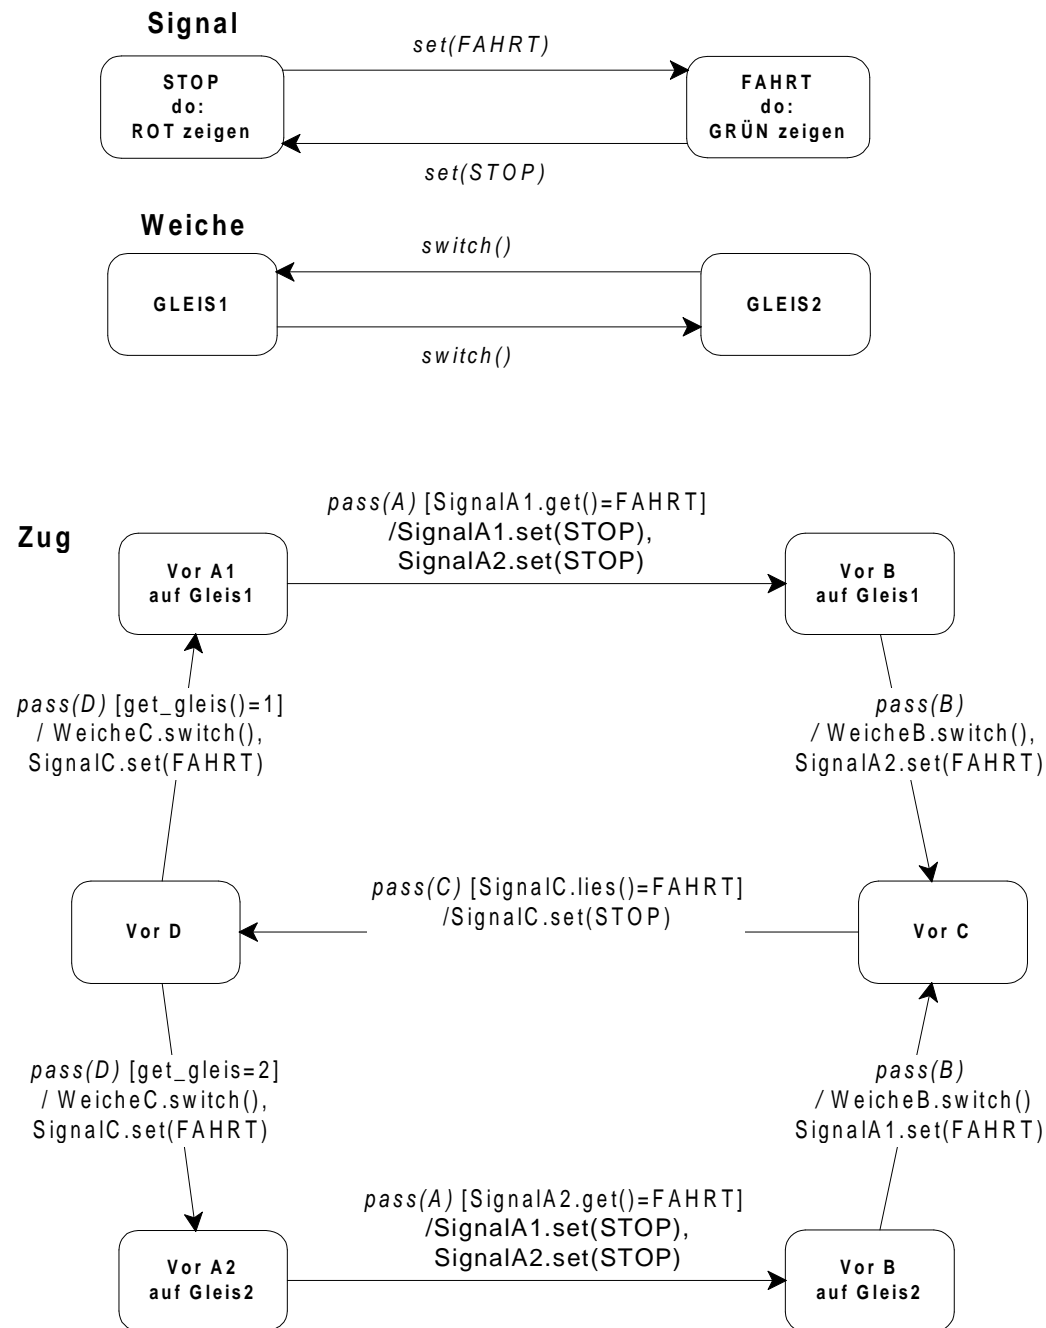 Signal
set(FAHRT)
STOP
do:
ROT zeigen
FAHRT
do:
GRÜN zeigen
set(STOP)
Weiche
switch()
GLEIS1
GLEIS2
switch()
Zug
pass(A) [SignalA1.get()=FAHRT]
/SignalA1.set(STOP),
SignalA2.set(STOP)
Vor A1
auf Gleis1
Vor B
auf Gleis1
pass(D) [get_gleis()=1]
/ WeicheC.switch(),
SignalC.set(FAHRT)
pass(B)
/ WeicheB.switch(),
SignalA2.set(FAHRT)
pass(C) [SignalC.lies()=FAHRT]
/SignalC.set(STOP)
Vor D
Vor C
pass(D) [get_gleis=2]
/ WeicheC.switch(),
SignalC.set(FAHRT)
pass(B)
/ WeicheB.switch()
SignalA1.set(FAHRT)
pass(A) [SignalA2.get()=FAHRT]
/SignalA1.set(STOP),
SignalA2.set(STOP)
Vor A2
auf Gleis2
Vor B
auf Gleis2